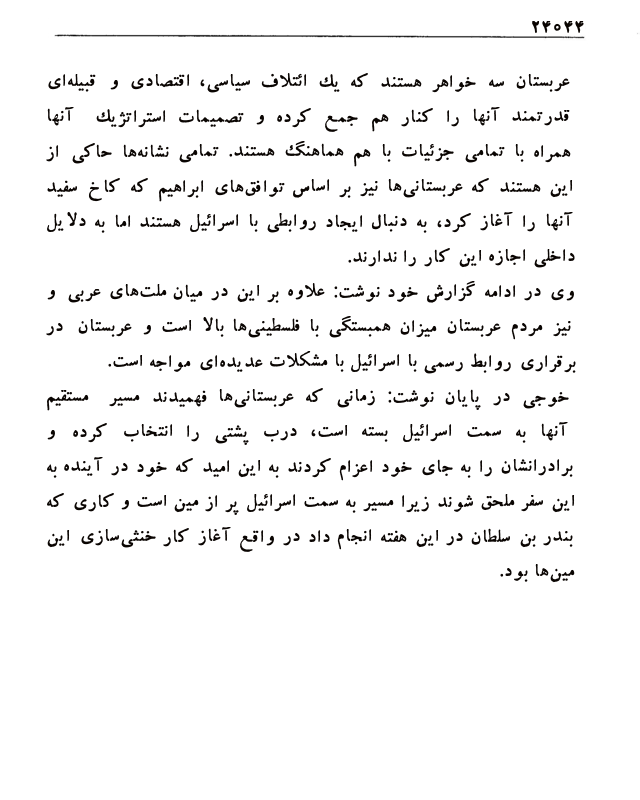 ۲۴۰۴۴
عربستان سه خواهر هستند که یك ائتلاف سیاسی، اقتصادی و قبیله‌ای
قدرتمند آنها را کنار هم جمع کرده و تصمیمات استراتژیك آنها
همراه با تمامی جزئیات با هم هماهنگ هستند. تمامی نشانه‌ها حاکی از
این هستند که عربستانی‌ها نیز بر اساس توافق‌های ابراهیم که کاخ سفید
آنها را آغاز کرد، به دنبال ایجاد روابطی با اسرائیل هستند اما به دلایل
داخلی اجازه این کار را ندارند.
وی در ادامه گزارش خود نوشت: علاوه بر این در میان ملت‌های عربی و
نیز مردم عربستان میزان همبستگی با فلسطینی‌ها بالا است و عربستان در
برقراری روابط رسمی با اسرائیل با مشکلات عدیده‌ای مواجه است.
خوجی در پایان نوشت: زمانی که عربستانی‌ها فهمیدند مسیر مستقیم
آنها به سمت اسرائیل بسته است، درب پشتی را انتخاب کرده و
برادرانشان را به جای خود اعزام کردند به این امید که خود در آینده به
این سفر ملحق شوند زیرا مسیر به سمت اسرائیل پر از مین است و کاری که
بندر بن سلطان در این هفته انجام داد در واقع آغاز کار خنثی‌سازی این
مین‌ها بود.